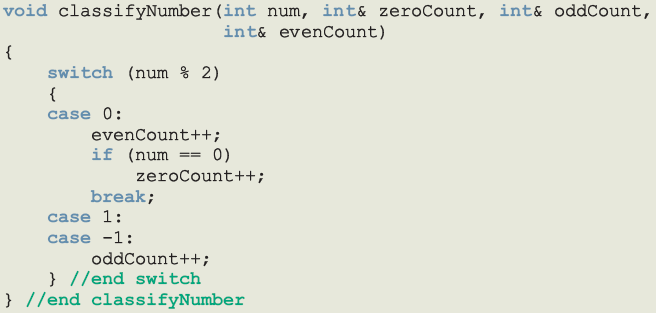 void classifyNumber(int num, int& zeroCount, int& oddCount,
                    int& evenCount)
{
    switch (num % 2)
    {
    case 0:
        evenCount++;
        if (num == 0)
            zeroCount++;
        break;
    case 1:
    case -1:
        oddCount++;
    } //end switch
} //end classifyNumber